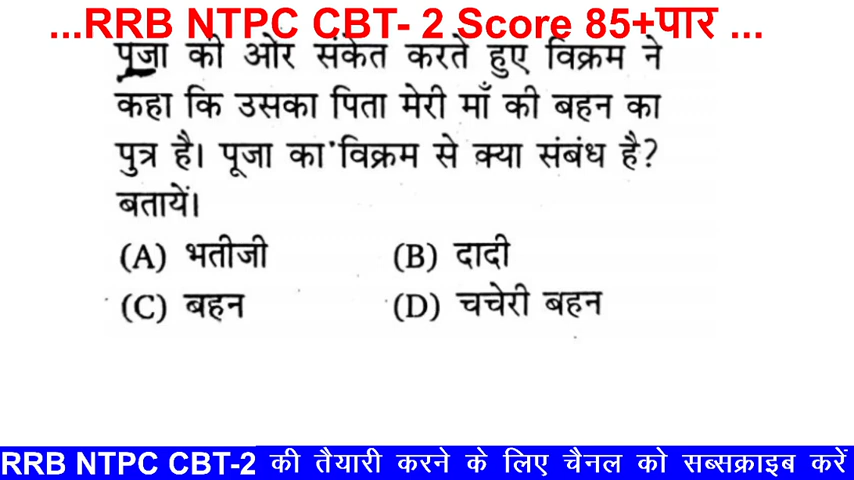 ...RRB NTPC CBT- 2 Score 85+पार ...
पूजा की ओर संकेत करते हुए विक्रम ने
कहा कि उसका पिता मेरी माँ की बहन का
पुत्र है। पूजा का विक्रम से क्या संबंध है?
बतायें।
(A) भतीजी (B) दादी
(C) बहन (D) चचेरी बहन
RRB NTPC CBT-2 की तैयारी करने के लिए चैनल को सब्सक्राइब करें